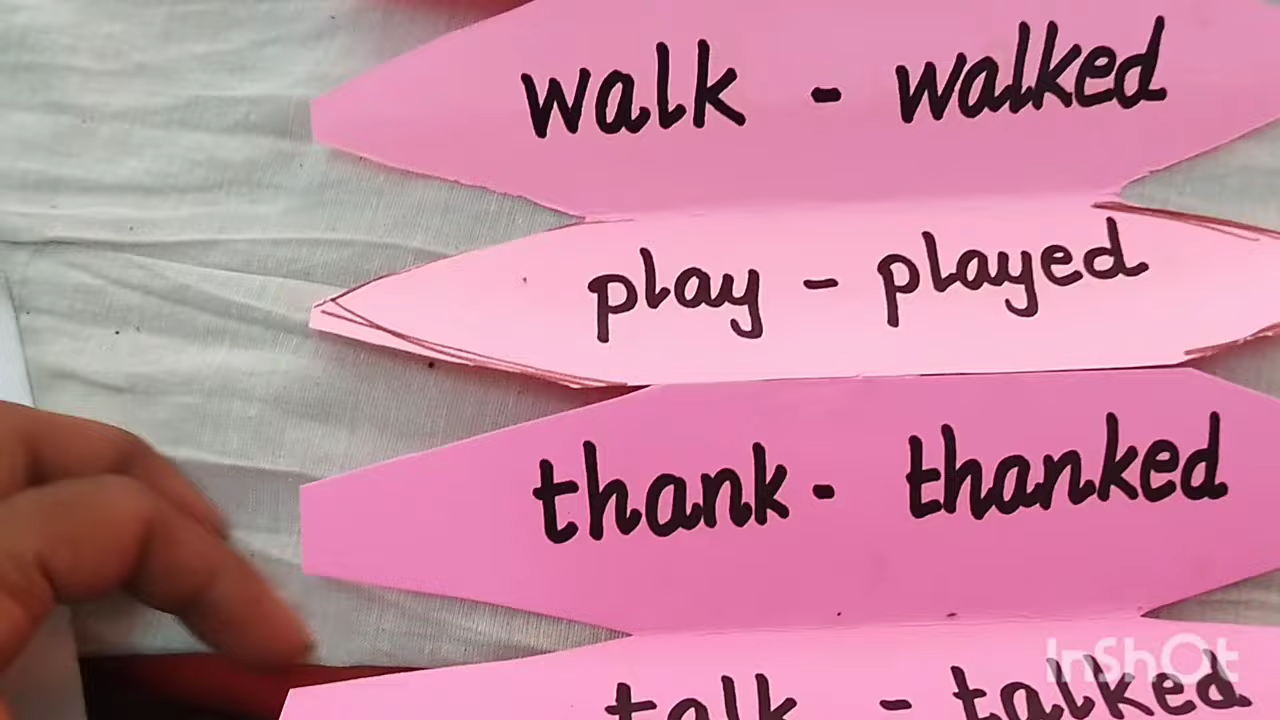 walk - walked
play - played
thank - thanked
talk - talked
InShOt